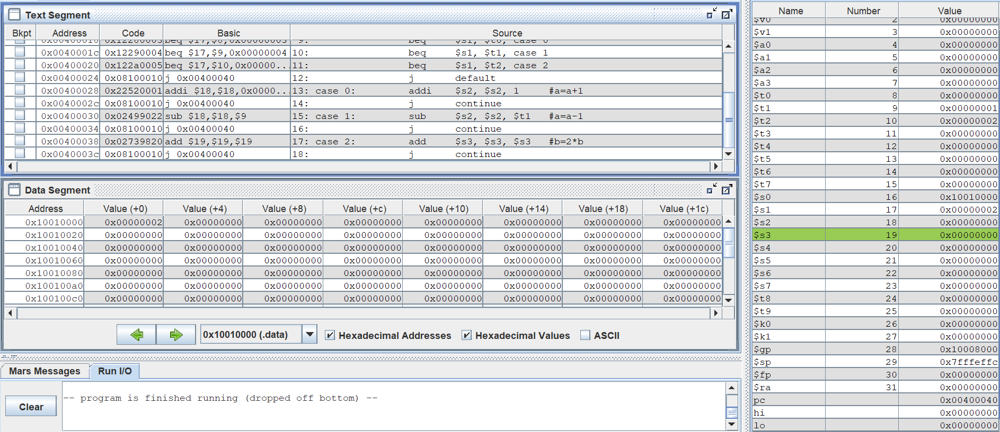 Text Segment
Bkpt Address Code Basic Source
0x00400018 0x12280003 beq $17,$8,0x00000003 9: beq $s1, $t0, case 0
0x0040001c 0x12290004 beq $17,$9,0x00000004 10: beq $s1, $t1, case 1
0x00400020 0x122a0005 beq $17,$10,0x00000... 11: beq $s1, $t2, case 2
0x00400024 0x08100010 j 0x00400040 12: j default
0x00400028 0x22520001 addi $18,$18,0x0000... 13: case 0: addi $s2, $s2, 1 #a=a+1
0x0040002c 0x08100010 j 0x00400040 14: j continue
0x00400030 0x02499022 sub $18,$18,$9 15: case 1: sub $s2, $s2, $t1 #a=a-1
0x00400034 0x08100010 j 0x00400040 16: j continue
0x00400038 0x02739820 add $19,$19,$19 17: case 2: add $s3, $s3, $s3 #b=2*b
0x0040003c 0x08100010 j 0x00400040 18: j continue
Data Segment
Address Value (+0) Value (+4) Value (+8) Value (+c) Value (+10) Value (+14) Value (+18) Value (+1c)
0x10010000 0x00000002 0x00000000 0x00000000 0x00000000 0x00000000 0x00000000 0x00000000 0x00000000
0x10010020 0x00000000 0x00000000 0x00000000 0x00000000 0x00000000 0x00000000 0x00000000 0x00000000
0x10010040 0x00000000 0x00000000 0x00000000 0x00000000 0x00000000 0x00000000 0x00000000 0x00000000
0x10010060 0x00000000 0x00000000 0x00000000 0x00000000 0x00000000 0x00000000 0x00000000 0x00000000
0x10010080 0x00000000 0x00000000 0x00000000 0x00000000 0x00000000 0x00000000 0x00000000 0x00000000
0x100100a0 0x00000000 0x00000000 0x00000000 0x00000000 0x00000000 0x00000000 0x00000000 0x00000000
0x100100c0 0x00000000 0x00000000 0x00000000 0x00000000 0x00000000 0x00000000 0x00000000 0x00000000
0x10010000 (.data) Hexadecimal Addresses Hexadecimal Values ASCII
Mars Messages Run I/O
-- program is finished running (dropped off bottom) --
Clear
Name Number Value
$v0 2 0x00000000
$v1 3 0x00000000
$a0 4 0x00000000
$a1 5 0x00000000
$a2 6 0x00000000
$a3 7 0x00000000
$t0 8 0x00000000
$t1 9 0x00000001
$t2 10 0x00000002
$t3 11 0x00000000
$t4 12 0x00000000
$t5 13 0x00000000
$t6 14 0x00000000
$t7 15 0x00000000
$s0 16 0x10010000
$s1 17 0x00000002
$s2 18 0x00000000
$s3 19 0x00000000
$s4 20 0x00000000
$s5 21 0x00000000
$s6 22 0x00000000
$s7 23 0x00000000
$t8 24 0x00000000
$t9 25 0x00000000
$k0 26 0x00000000
$k1 27 0x00000000
$gp 28 0x10008000
$sp 29 0x7fffeffc
$fp 30 0x00000000
$ra 31 0x00000000
pc 0x00400040
hi 0x00000000
lo 0x00000000